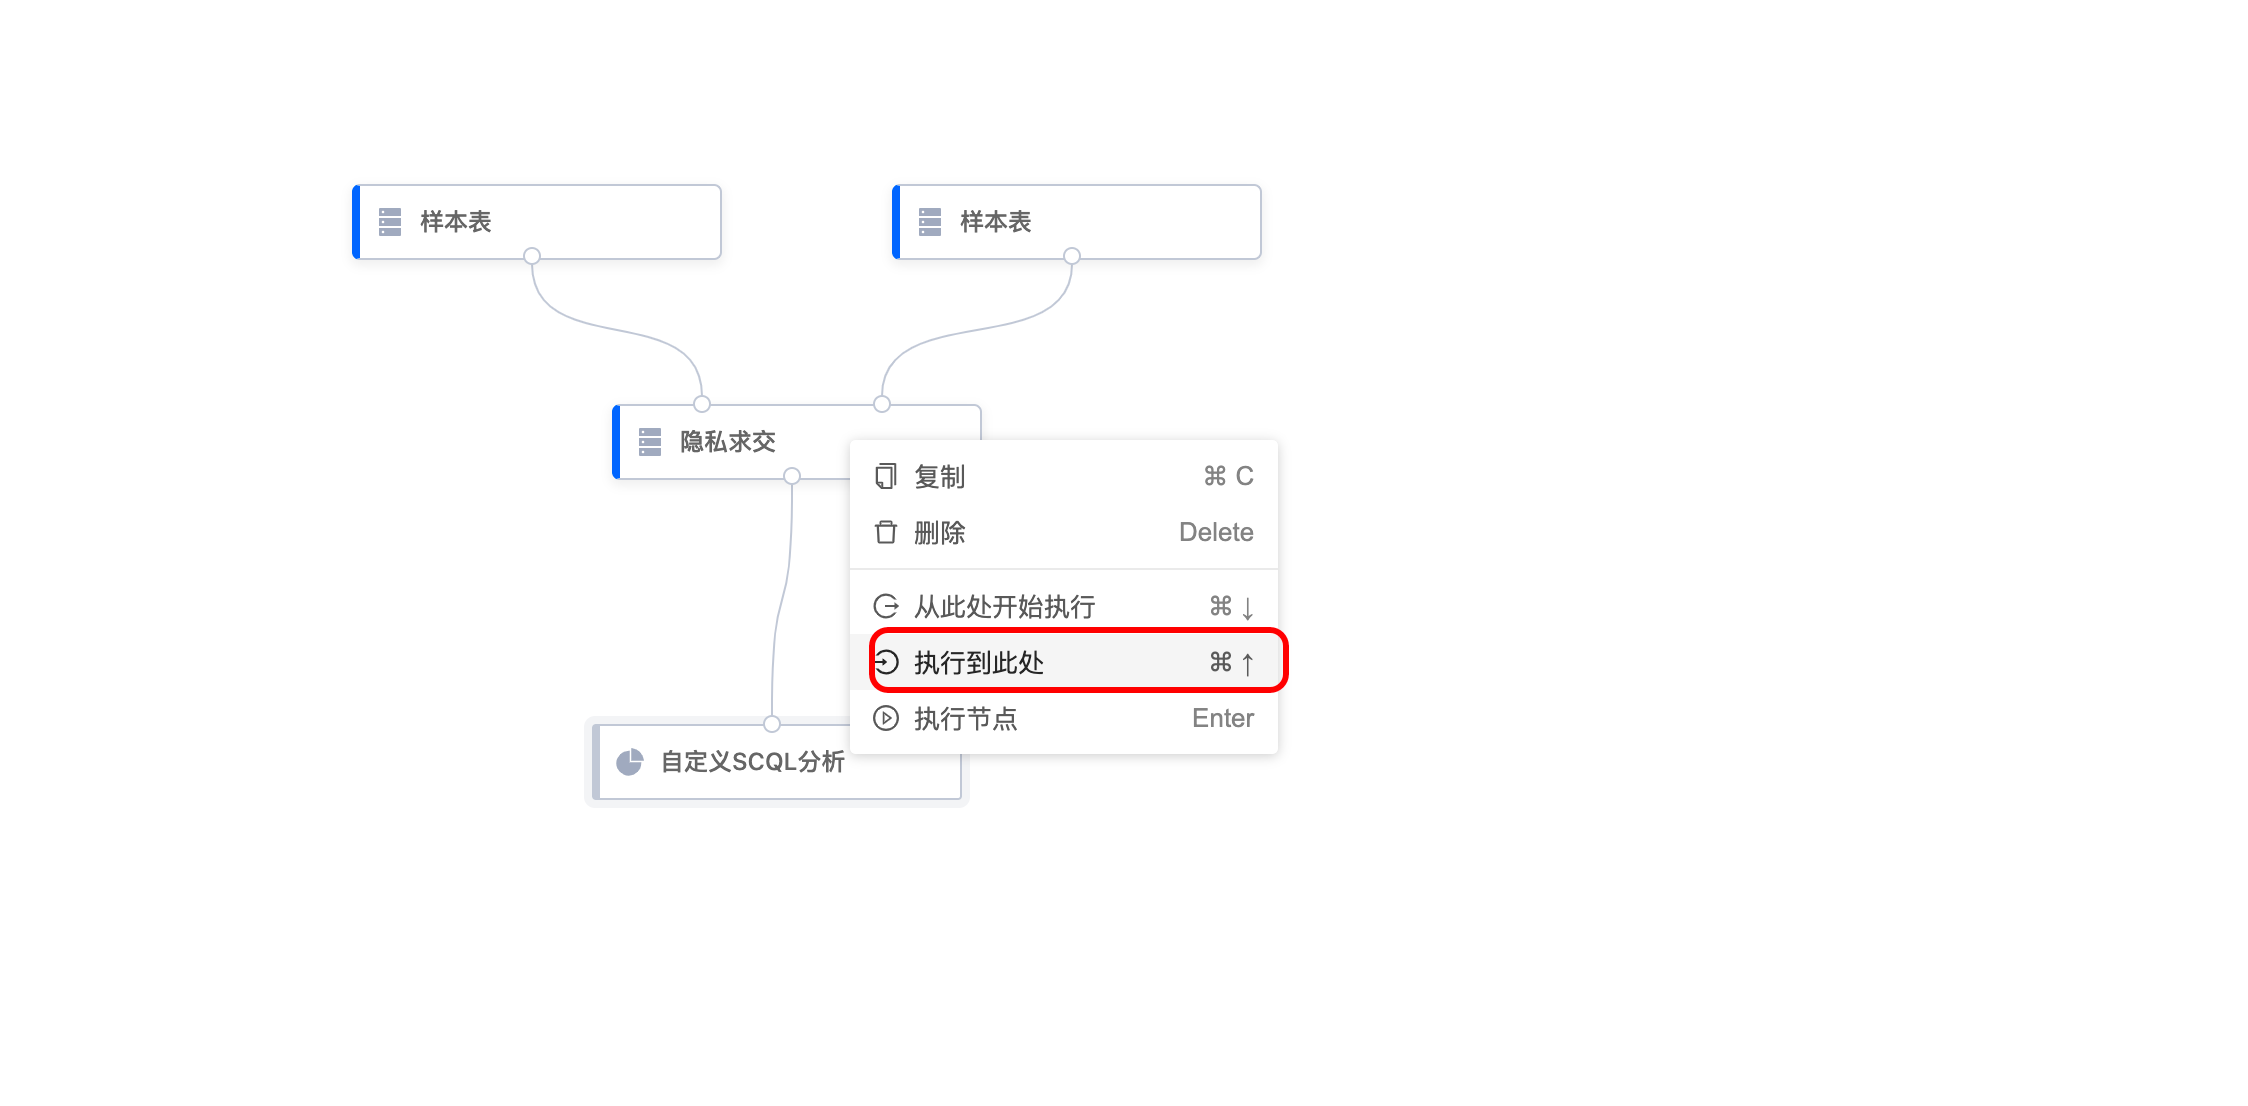 样本表
样本表
隐私求交
复制 ⌘ C
删除 Delete
从此处开始执行 ⌘ ↓
执行到此处 ⌘ ↑
执行节点 Enter
自定义SCQL分析